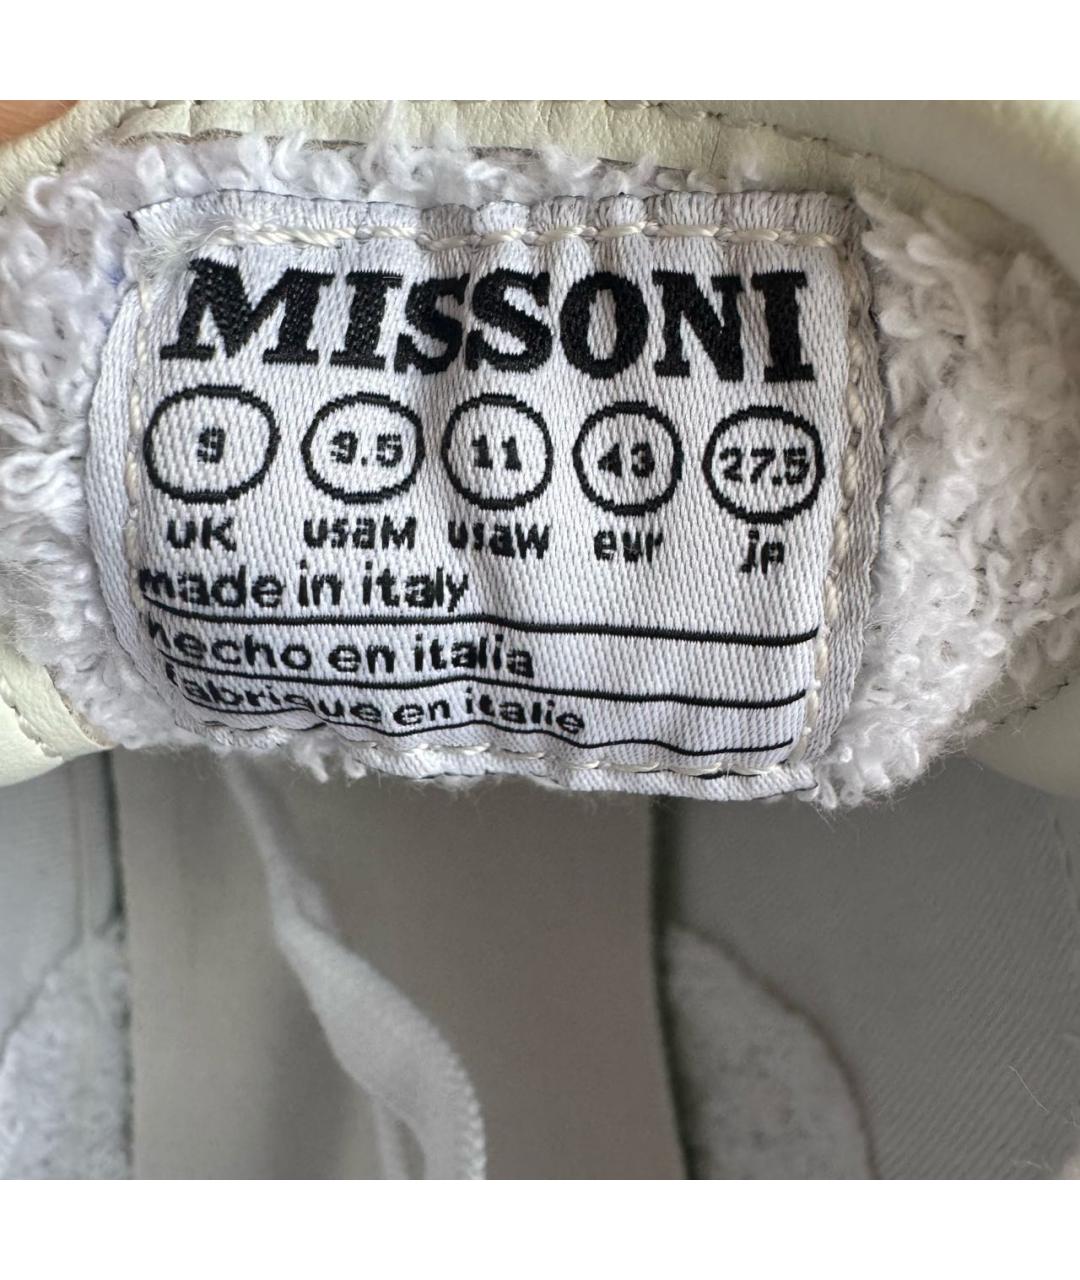 MISSONI
9 9.5 11 43 27.5
UK usaM usaW eur jp
made in italy
hecho en italia
fabrique en italie